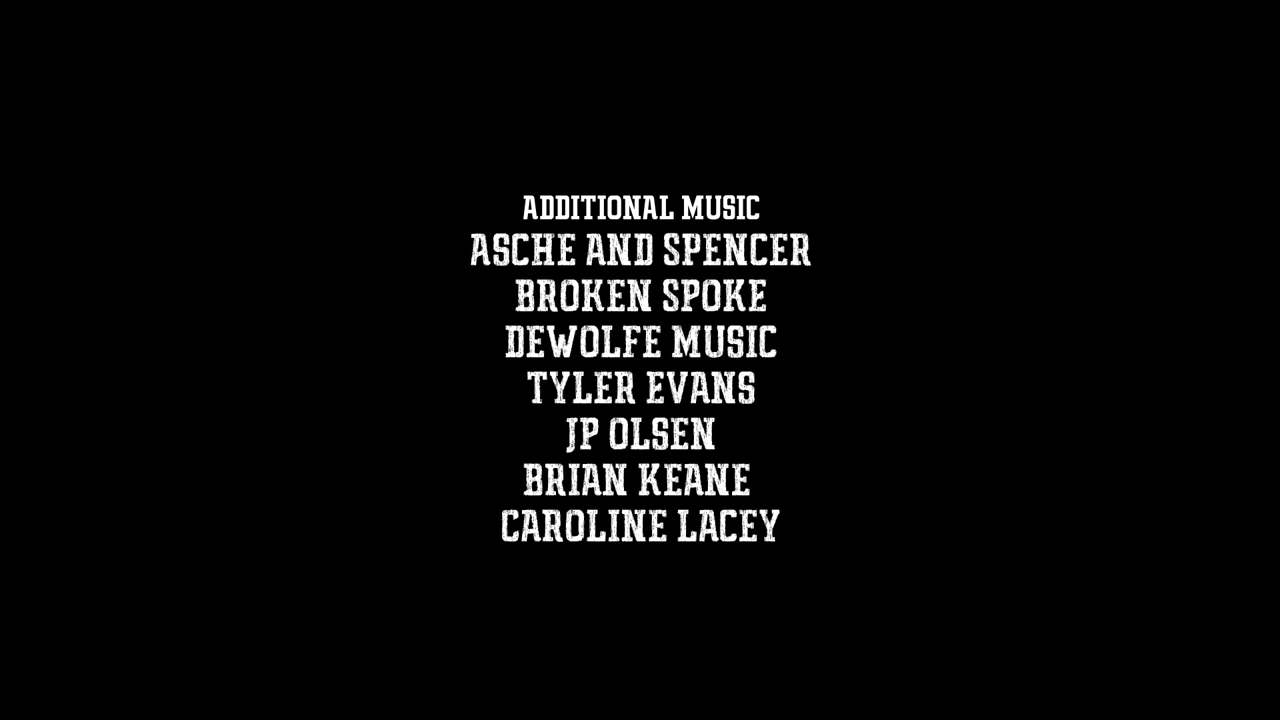 ADDITIONAL MUSIC
ASCHE AND SPENCER
BROKEN SPOKE
DEWOLFE MUSIC
TYLER EVANS
JP OLSEN
BRIAN KEANE
CAROLINE LACEY